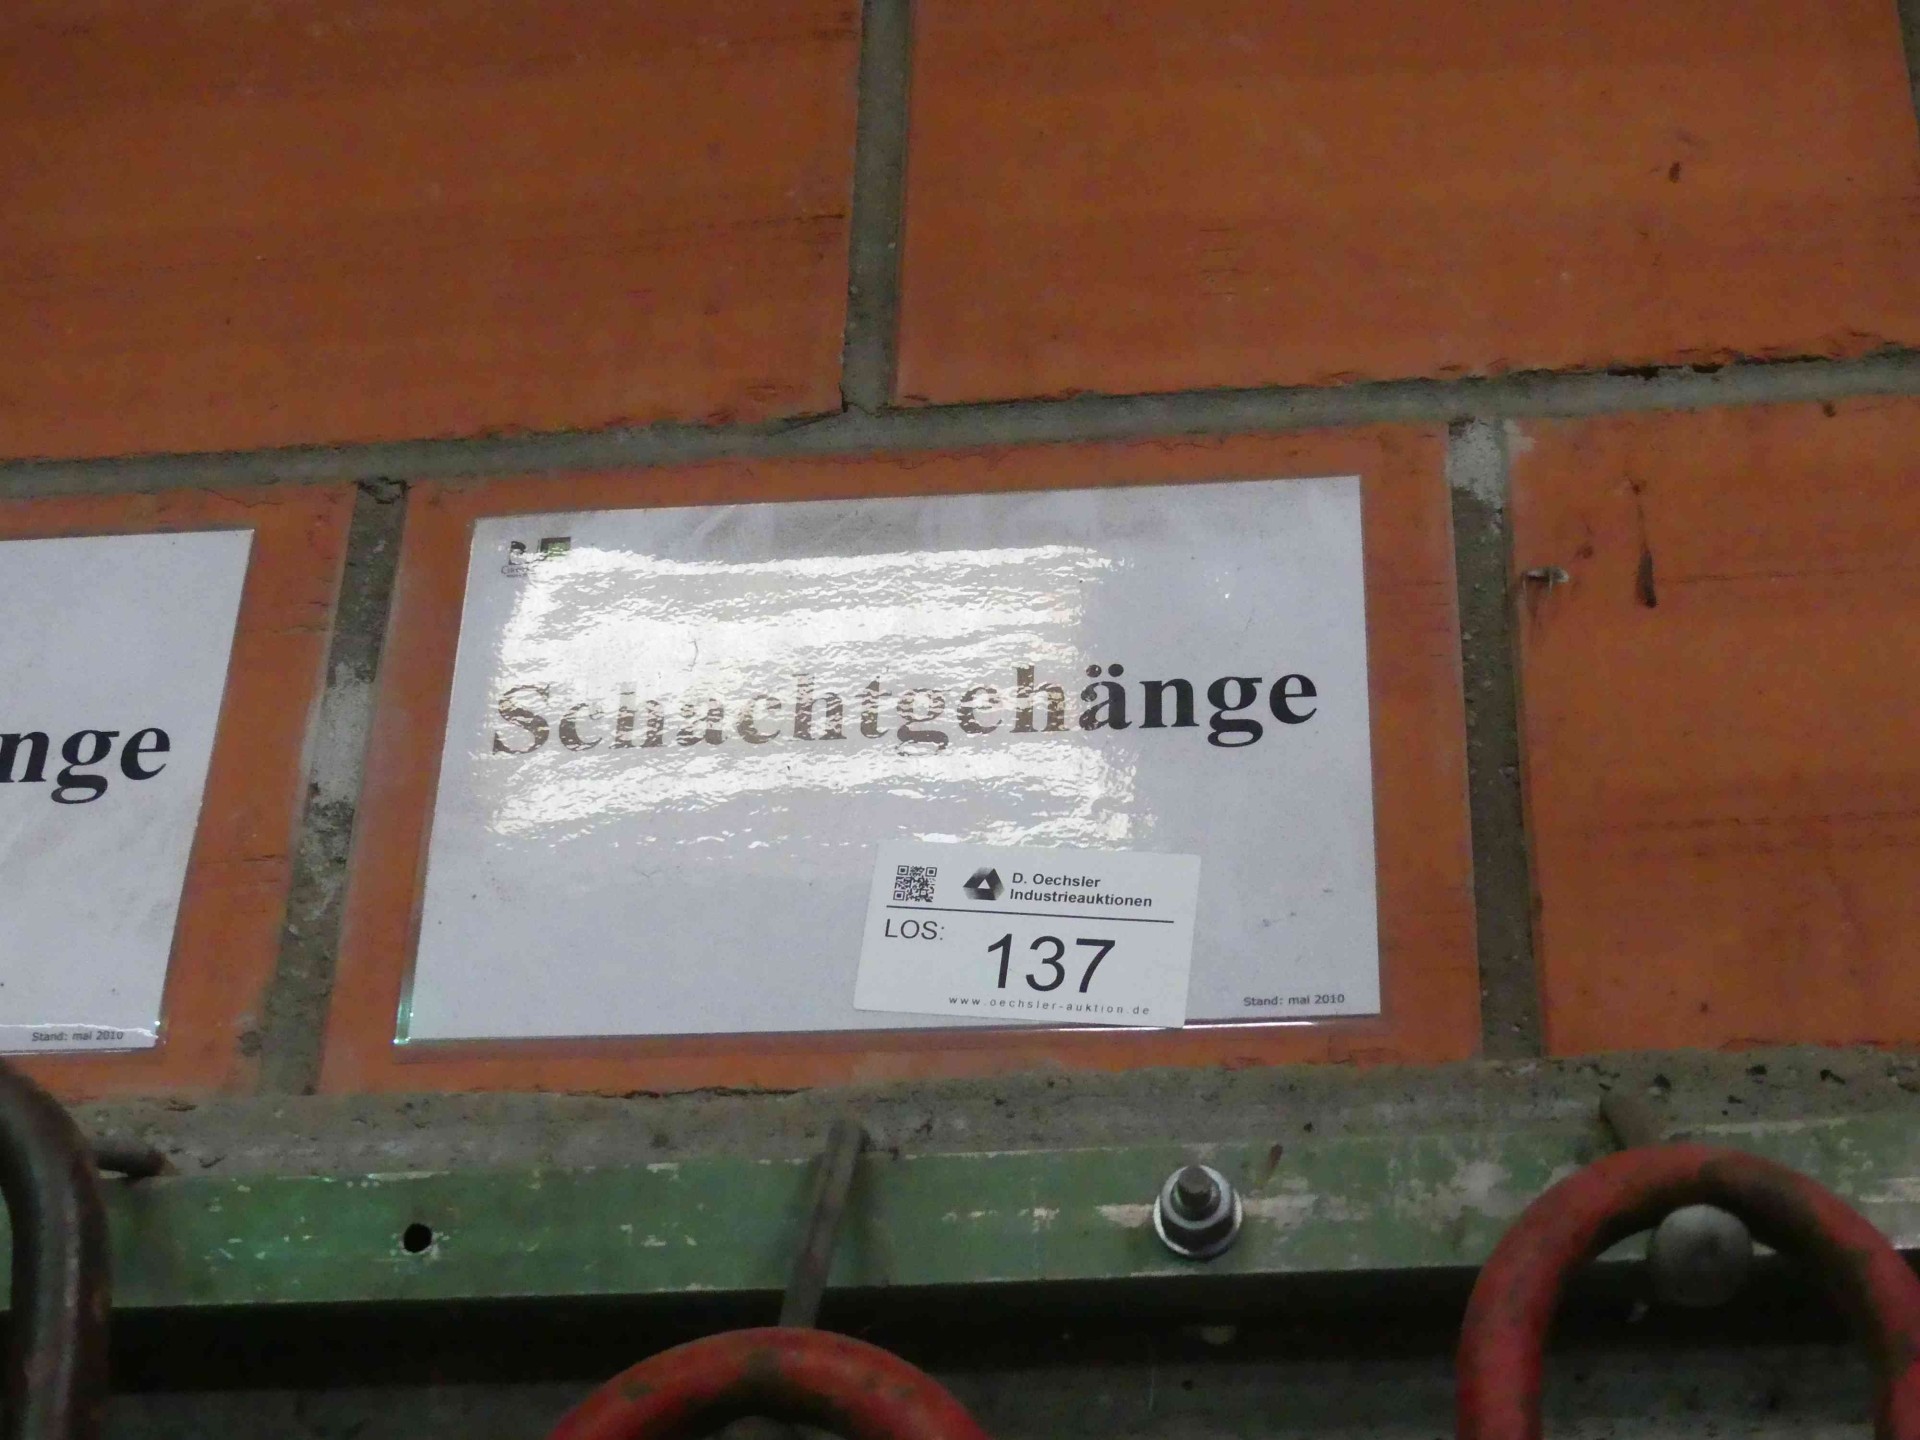 nge
Stand: mai 2010
Schachtgehänge
D. Oechsler
Industrieauktionen
LOS:
137
www.oechsler-auktion.de
Stand: mai 2010